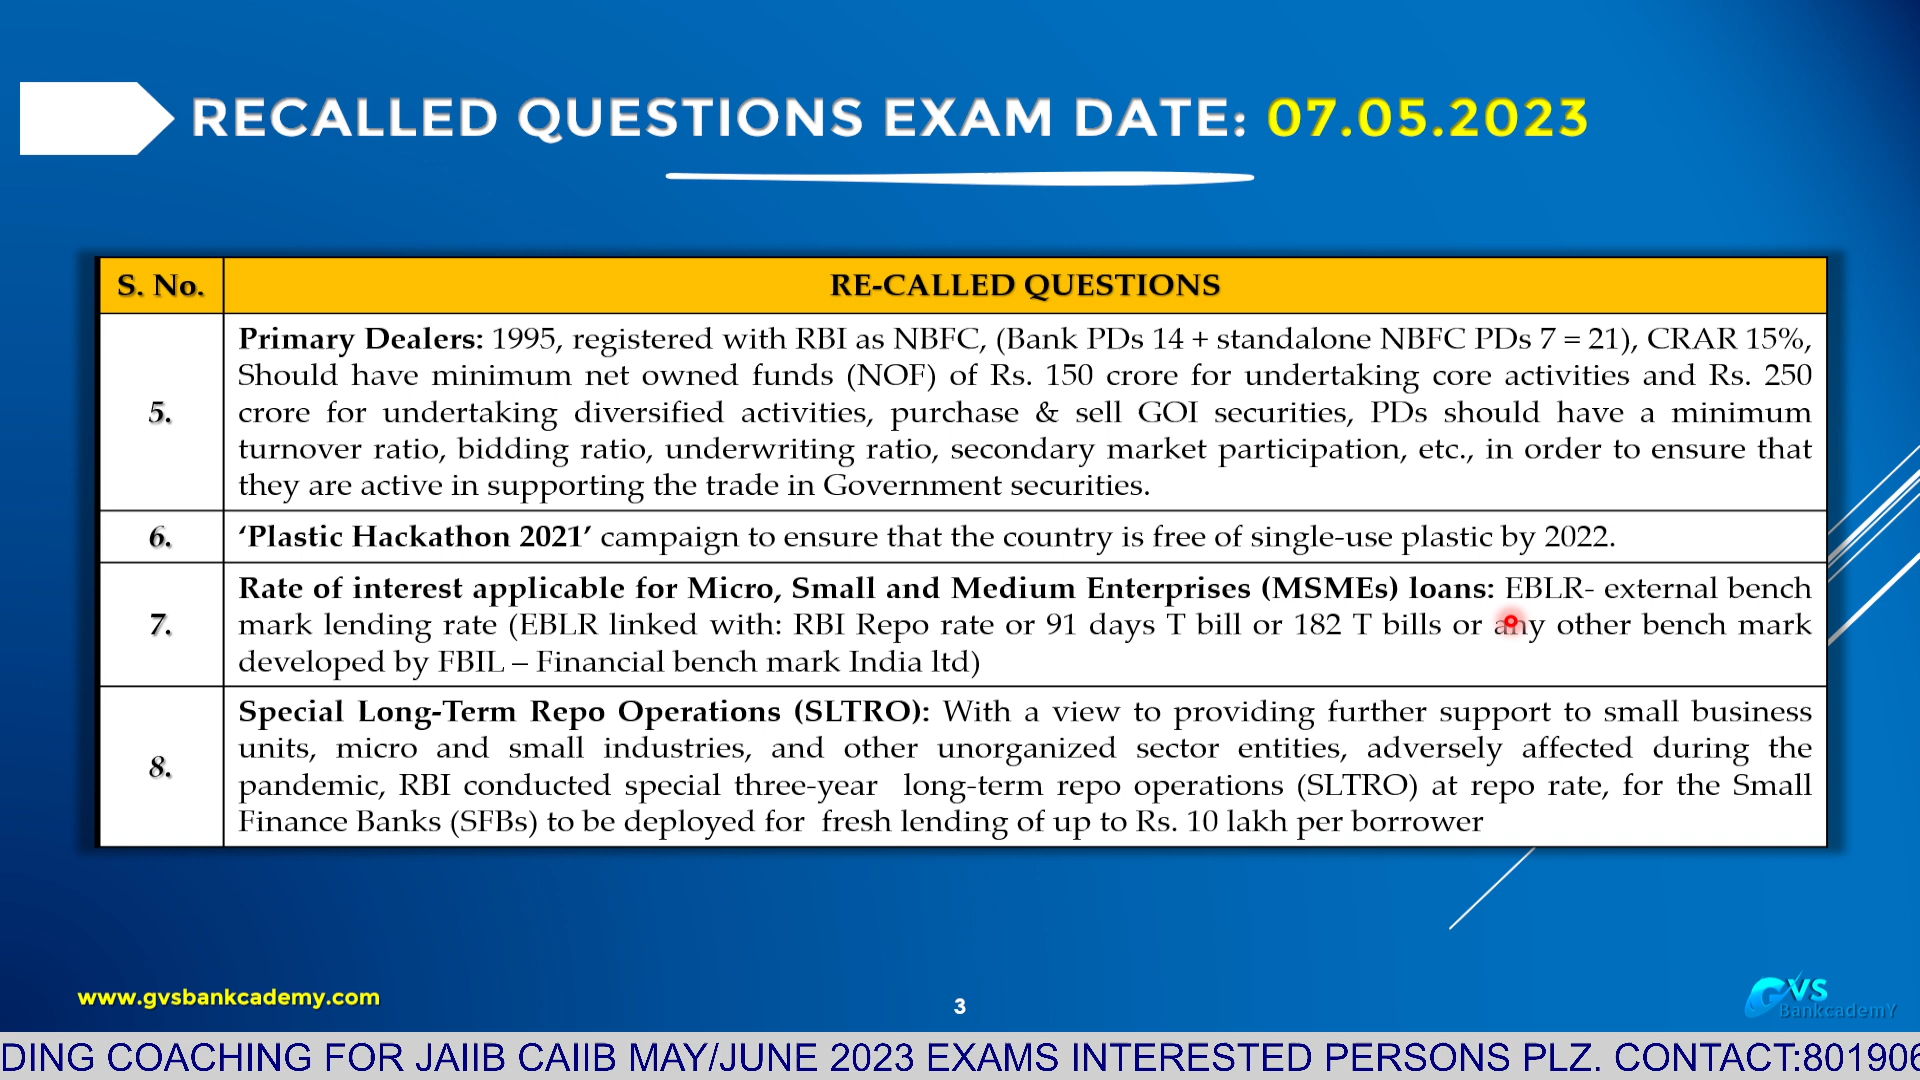 RECALLED QUESTIONS EXAM DATE: 07.05.2023
S. No.
RE-CALLED QUESTIONS
5.
Primary Dealers: 1995, registered with RBI as NBFC, (Bank PDs 14 + standalone NBFC PDs 7 = 21), CRAR 15%,
Should have minimum net owned funds (NOF) of Rs. 150 crore for undertaking core activities and Rs. 250
crore for undertaking diversified activities, purchase & sell GOI securities, PDs should have a minimum
turnover ratio, bidding ratio, underwriting ratio, secondary market participation, etc., in order to ensure that
they are active in supporting the trade in Government securities.
6.
‘Plastic Hackathon 2021’ campaign to ensure that the country is free of single-use plastic by 2022.
7.
Rate of interest applicable for Micro, Small and Medium Enterprises (MSMEs) loans: EBLR- external bench
mark lending rate (EBLR linked with: RBI Repo rate or 91 days T bill or 182 T bills or any other bench mark
developed by FBIL – Financial bench mark India ltd)
8.
Special Long-Term Repo Operations (SLTRO): With a view to providing further support to small business
units, micro and small industries, and other unorganized sector entities, adversely affected during the
pandemic, RBI conducted special three-year long-term repo operations (SLTRO) at repo rate, for the Small
Finance Banks (SFBs) to be deployed for fresh lending of up to Rs. 10 lakh per borrower
www.gvsbankcademy.com
3
GVS
BankcademY
DING COACHING FOR JAIIB CAIIB MAY/JUNE 2023 EXAMS INTERESTED PERSONS PLZ. CONTACT:801906